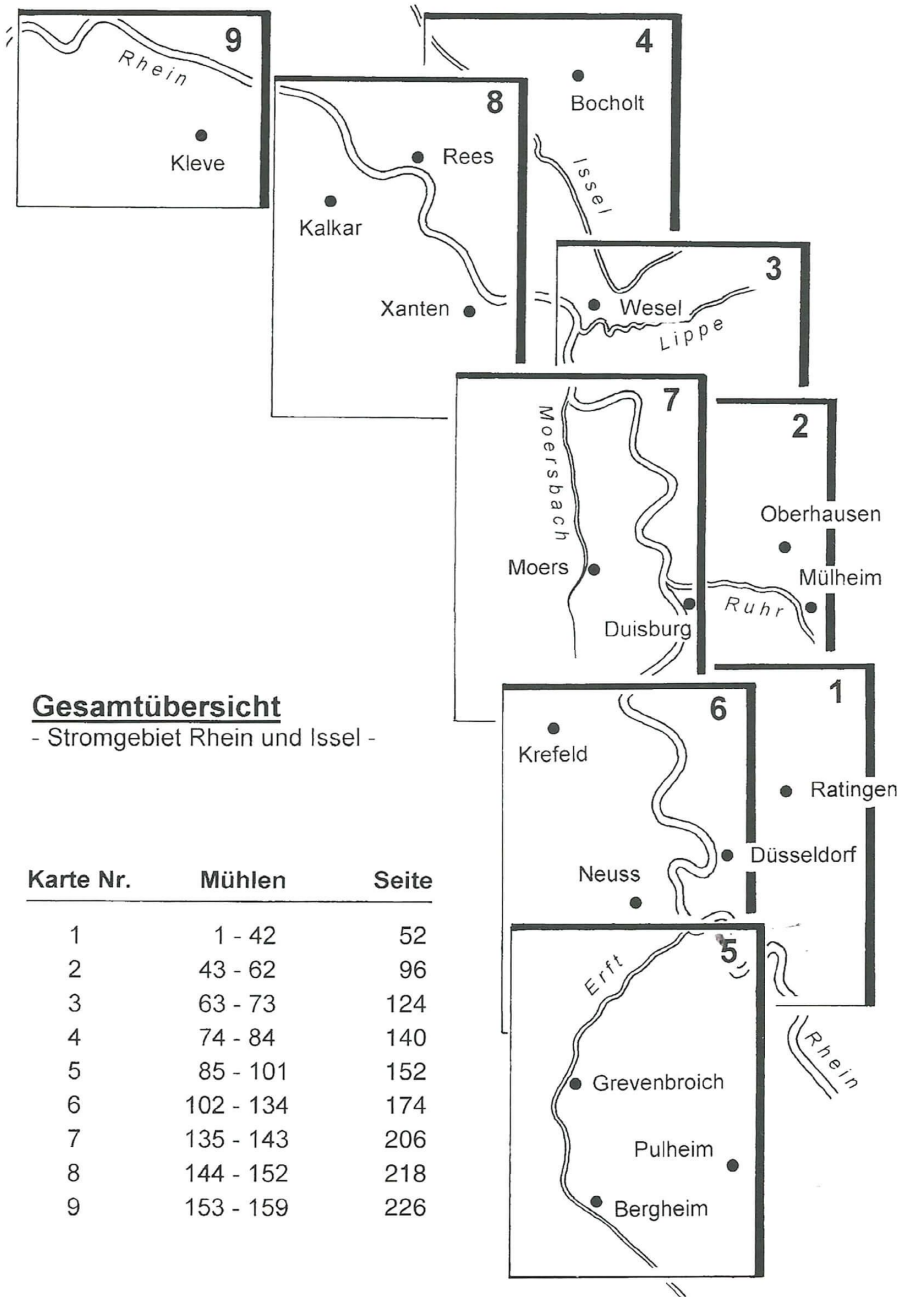 9
Rhein
Kleve
4
Bocholt
8
Rees
Issel
Kalkar
3
Xanten
Wesel
Lippe
7
Moersbach
2
Oberhausen
Moers
Mülheim
Ruhr
Duisburg
Gesamtübersicht
- Stromgebiet Rhein und Issel -
6
1
Krefeld
Ratingen
Düsseldorf
Neuss
5
Erft
Rhein
Grevenbroich
Pulheim
Bergheim
Karte Nr. Mühlen Seite
1 1 - 42 52
2 43 - 62 96
3 63 - 73 124
4 74 - 84 140
5 85 - 101 152
6 102 - 134 174
7 135 - 143 206
8 144 - 152 218
9 153 - 159 226